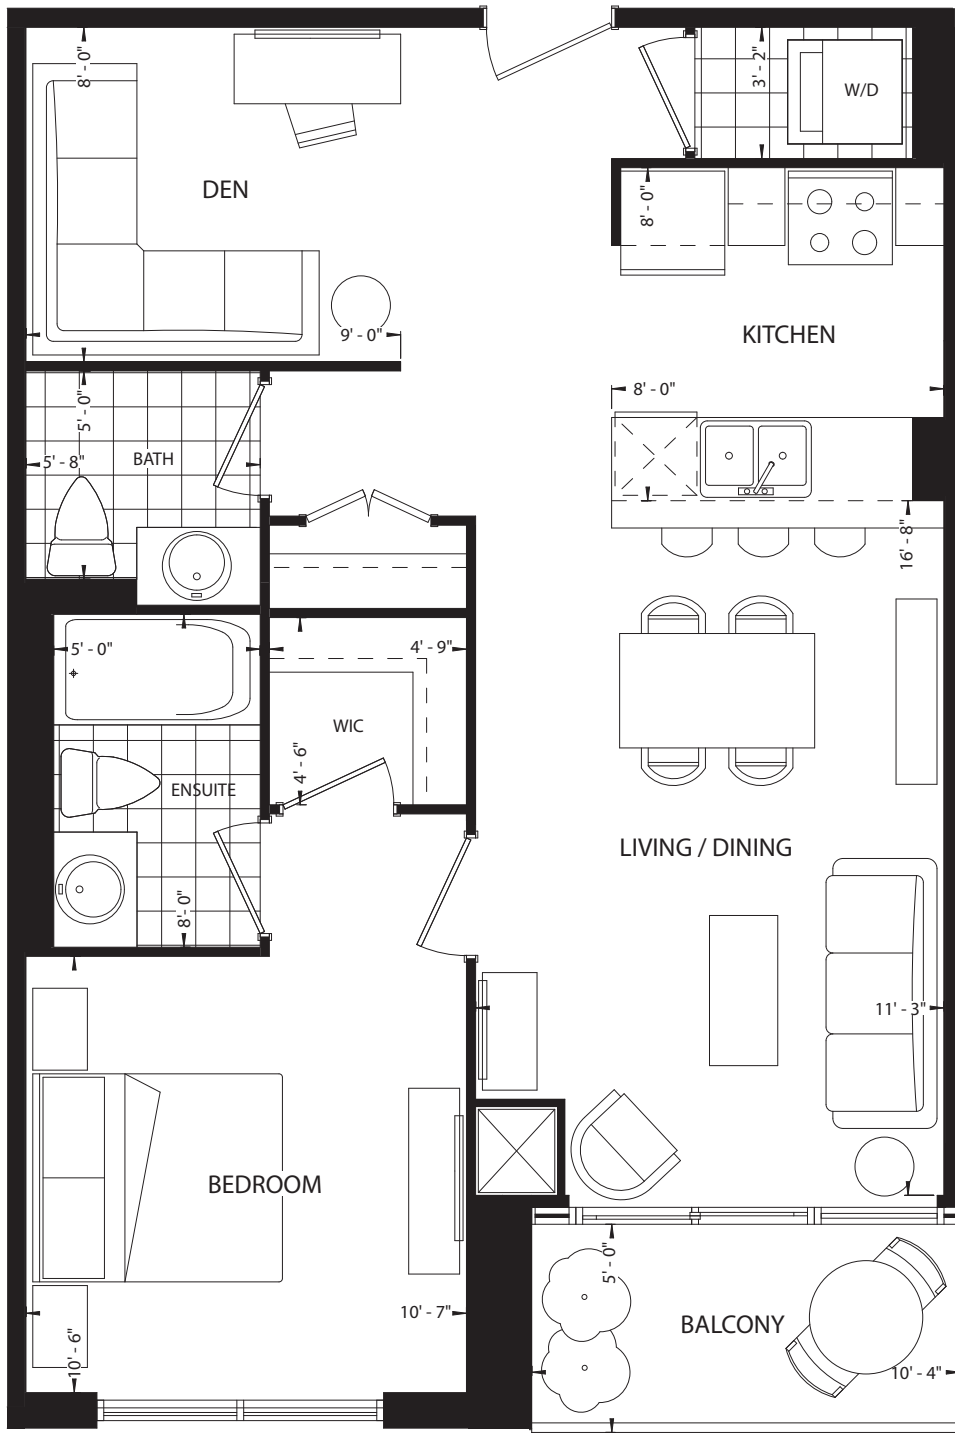 8' - 0"
3' - 2"
W/D
DEN
8' - 0"
9' - 0"
KITCHEN
8' - 0"
5' - 0"
5' - 8"
BATH
16' - 8"
5' - 0"
4' - 9"
WIC
4' - 6"
ENSUITE
LIVING / DINING
8' - 0"
11' - 3"
BEDROOM
5' - 0"
10' - 7"
BALCONY
10' - 6"
10' - 4"